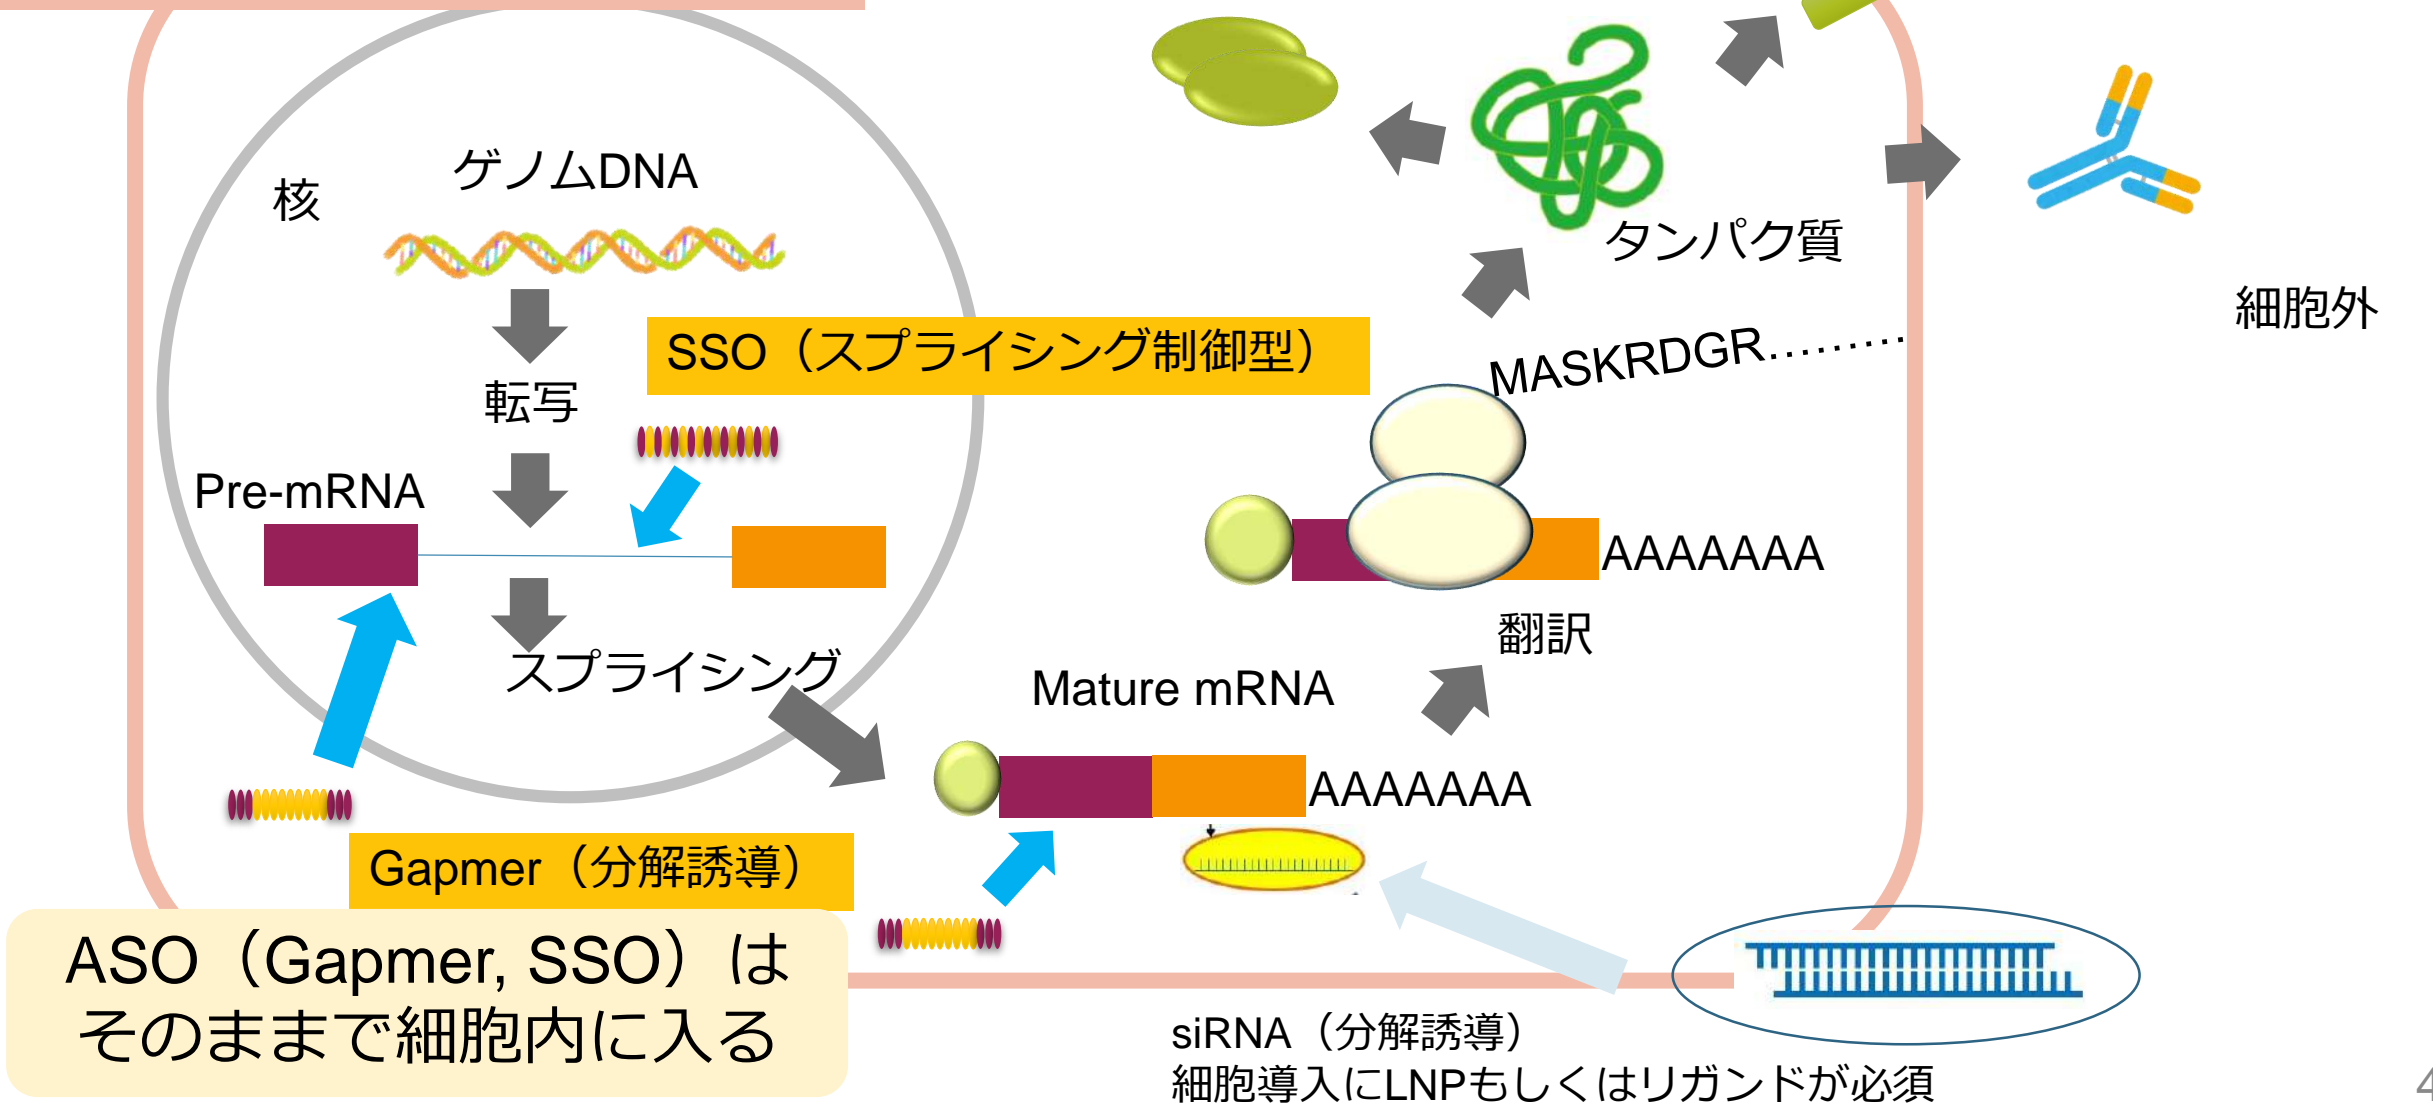 核
ゲノムDNA
転写
Pre-mRNA
SSO（スプライシング制御型）
スプライシング
Gapmer（分解誘導）
ASO（Gapmer, SSO）は
そのままで細胞内に入る
Mature mRNA
AAAAAAA
翻訳
AAAAAAA
MASKRDGR………
タンパク質
細胞外
siRNA（分解誘導）
細胞導入にLNPもしくはリガンドが必須